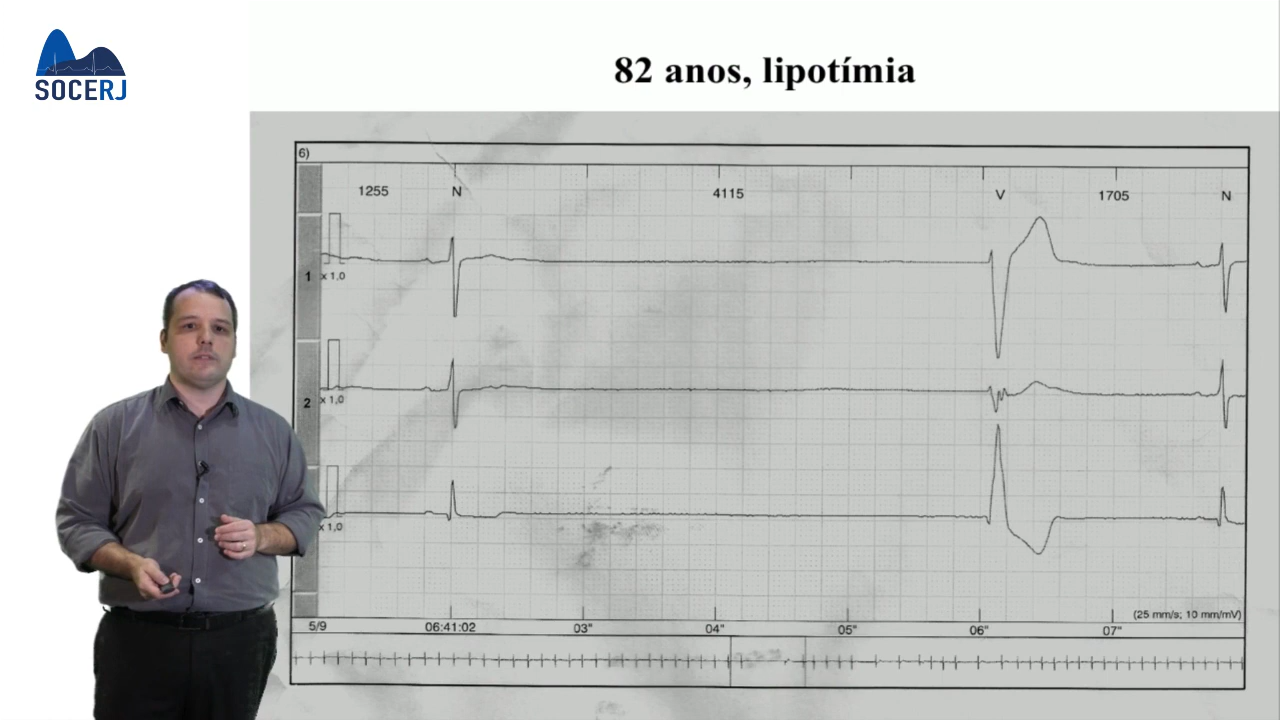 SOCERJ
82 anos, lipotímia
6)
1255 N 4115 V 1705 N
1 x 1,0
2 x 1,0
x 1,0
(25 mm/s; 10 mm/mV)
5/9 06:41:02 03" 04" 05" 06" 07"